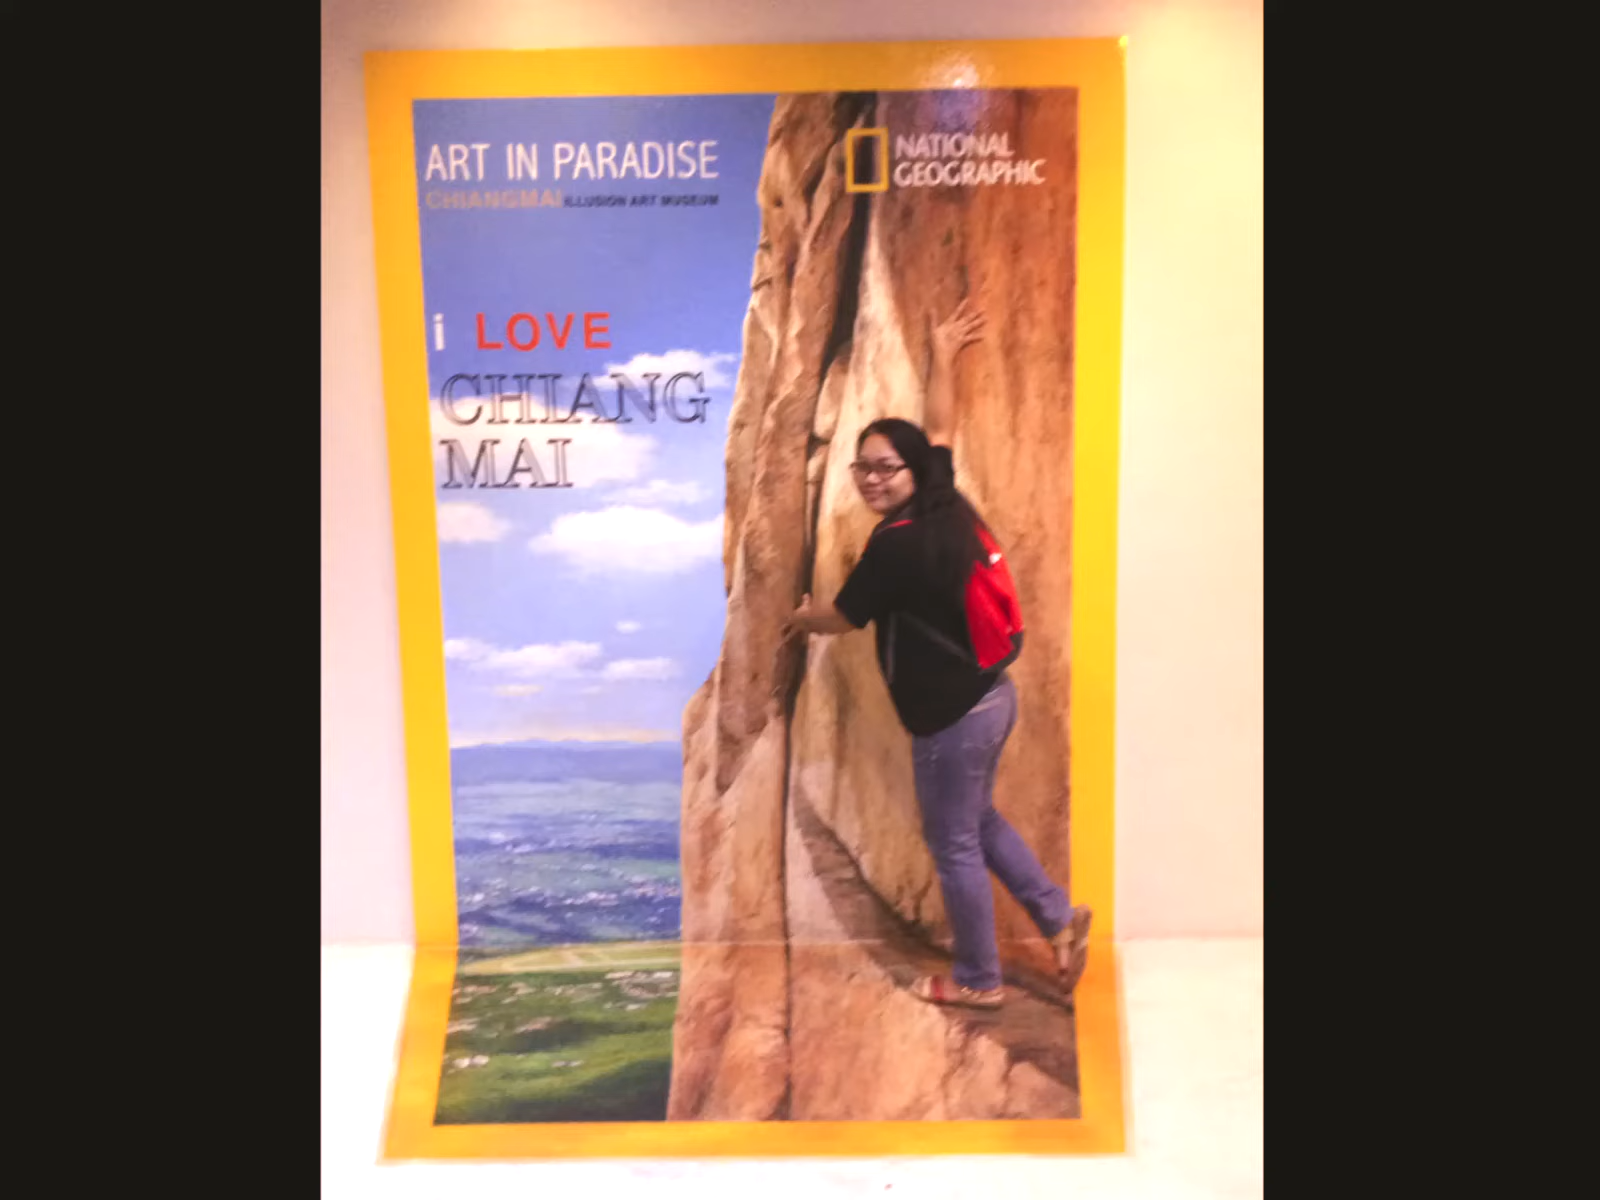 ART IN PARADISE
CHIANGMAI ILLUSION ART MUSEUM
NATIONAL
GEOGRAPHIC
i LOVE
CHIANG
MAI